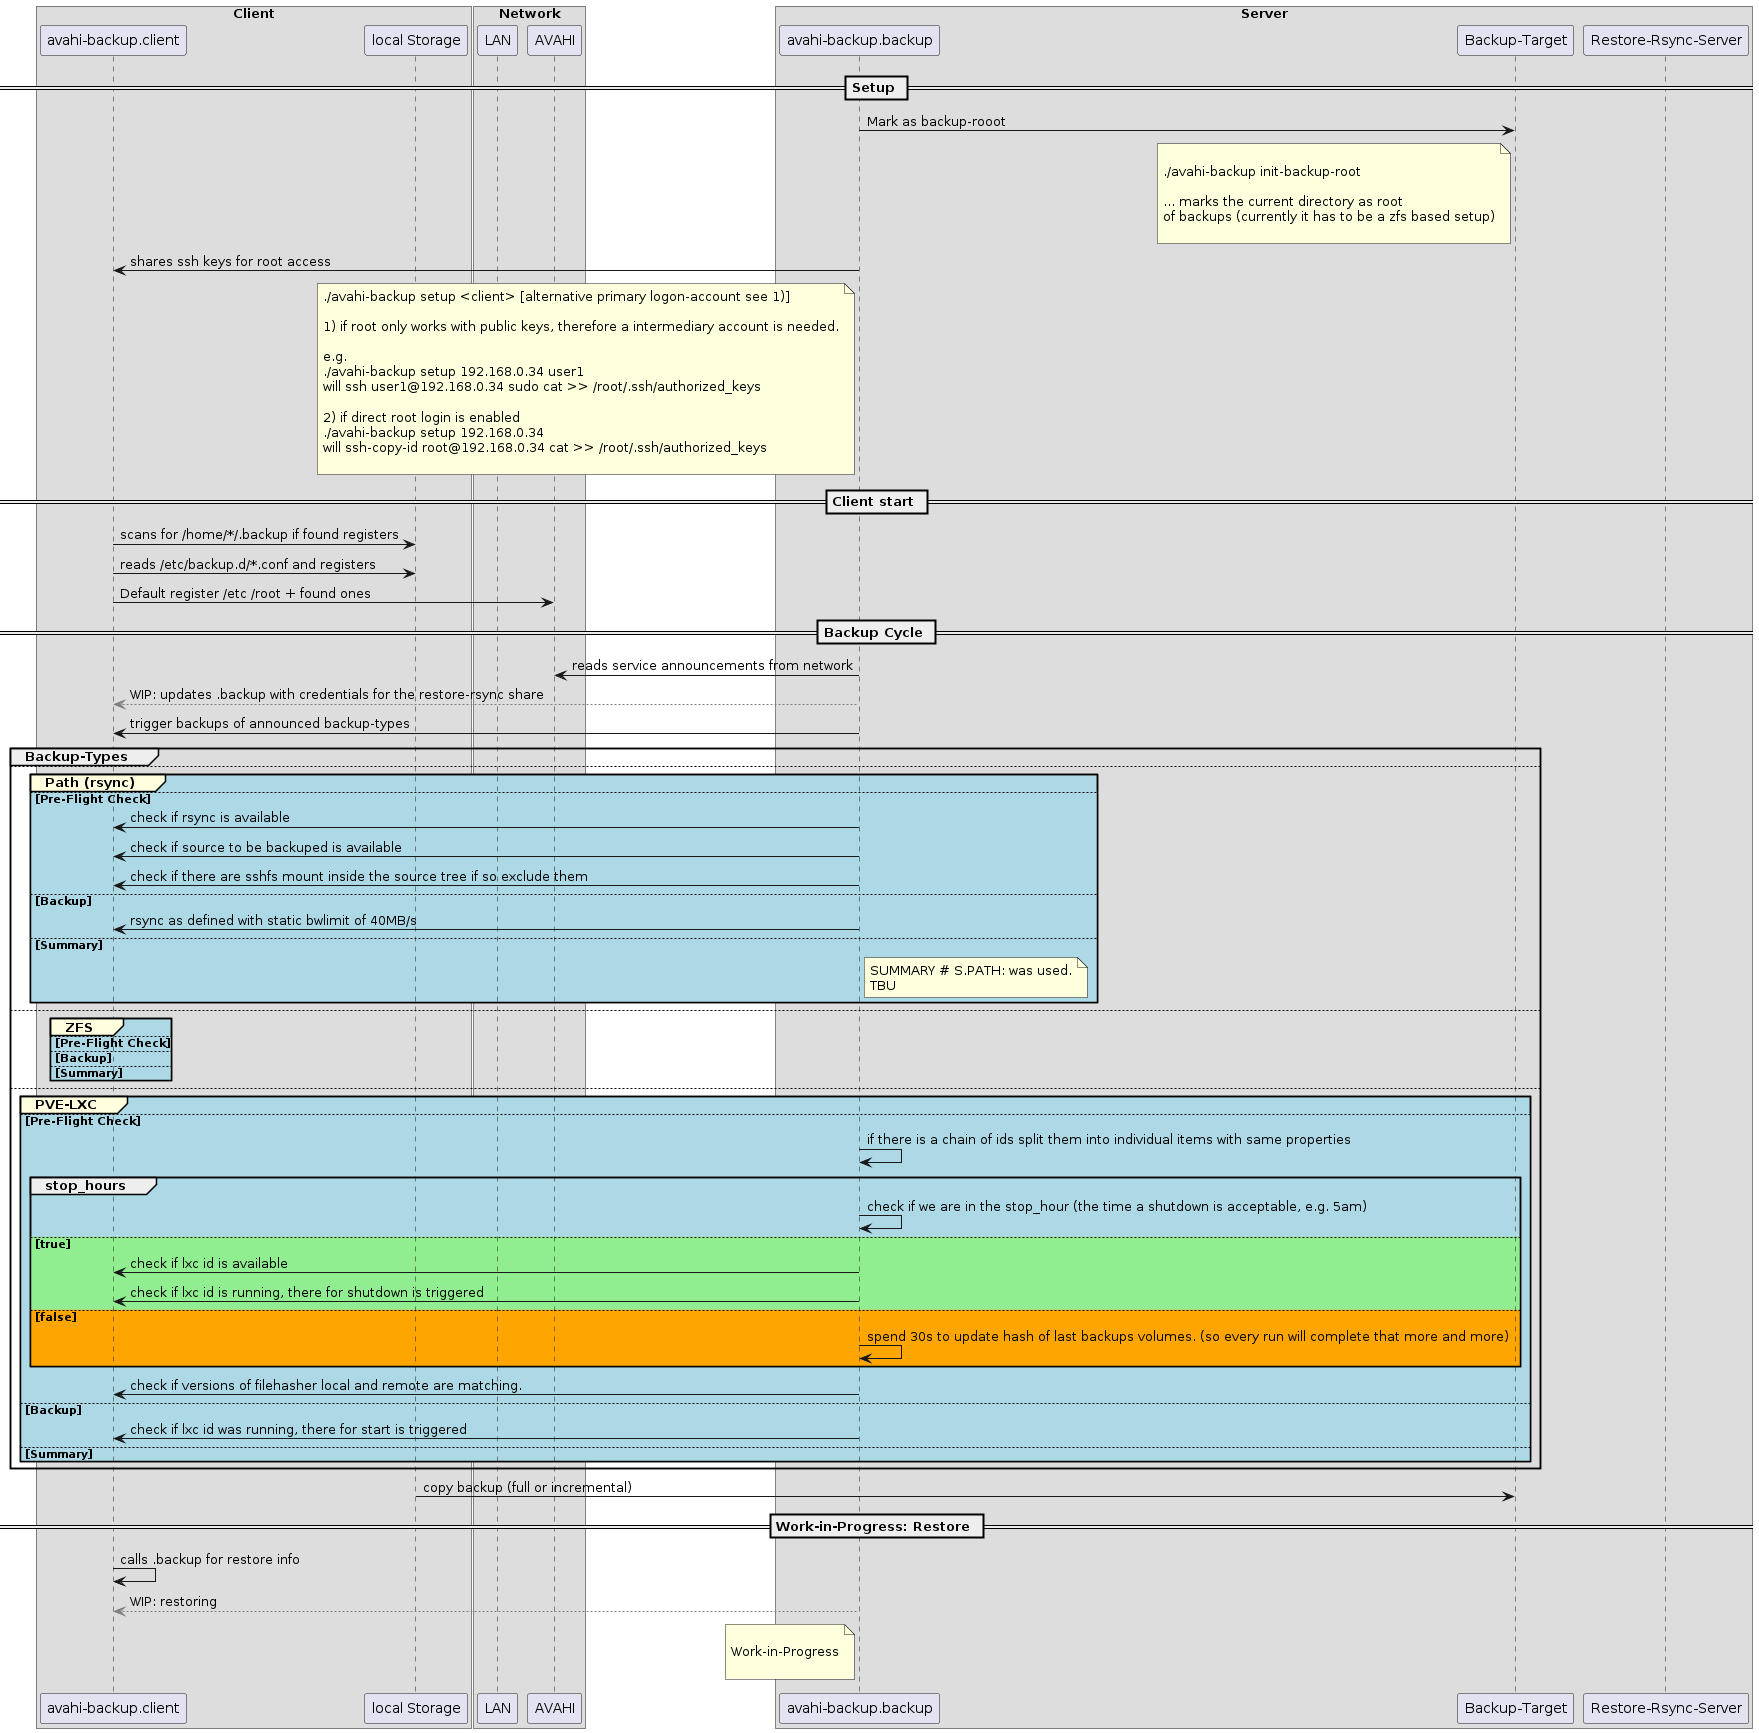 Client
Network
Server
avahi-backup.client
local Storage
LAN
AVAHI
avahi-backup.backup
Backup-Target
Restore-Rsync-Server
Setup
Mark as backup-rooot
./avahi-backup init-backup-root
... marks the current directory as root
of backups (currently it has to be a zfs based setup)
shares ssh keys for root access
./avahi-backup setup <client> [alternative primary logon-account see 1)]
1) if root only works with public keys, therefore a intermediary account is needed.
e.g.
./avahi-backup setup 192.168.0.34 user1
will ssh user1@192.168.0.34 sudo cat >> /root/.ssh/authorized_keys
2) if direct root login is enabled
./avahi-backup setup 192.168.0.34
will ssh-copy-id root@192.168.0.34 cat >> /root/.ssh/authorized_keys
Client start
scans for /home/*/.backup if found registers
reads /etc/backup.d/*.conf and registers
Default register /etc /root + found ones
Backup Cycle
reads service announcements from network
WIP: updates .backup with credentials for the restore-rsync share
trigger backups of announced backup-types
Backup-Types
Path (rsync)
[Pre-Flight Check]
check if rsync is available
check if source to be backuped is available
check if there are sshfs mount inside the source tree if so exclude them
[Backup]
rsync as defined with static bwlimit of 40MB/s
[Summary]
SUMMARY # S.PATH: was used.
TBU
ZFS
[Pre-Flight Check]
[Backup]
[Summary]
PVE-LXC
[Pre-Flight Check]
if there is a chain of ids split them into individual items with same properties
stop_hours
check if we are in the stop_hour (the time a shutdown is acceptable, e.g. 5am)
[true]
check if lxc id is available
check if lxc id is running, there for shutdown is triggered
[false]
spend 30s to update hash of last backups volumes. (so every run will complete that more and more)
check if versions of filehasher local and remote are matching.
[Backup]
check if lxc id was running, there for start is triggered
[Summary]
copy backup (full or incremental)
Work-in-Progress: Restore
calls .backup for restore info
WIP: restoring
Work-in-Progress
avahi-backup.client
local Storage
LAN
AVAHI
avahi-backup.backup
Backup-Target
Restore-Rsync-Server